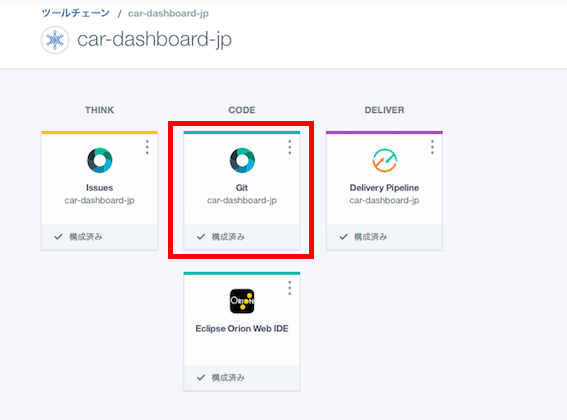 ツールチェーン / car-dashboard-jp
car-dashboard-jp
THINK
CODE
DELIVER
Issues
car-dashboard-jp
構成済み
Git
car-dashboard-jp
構成済み
Delivery Pipeline
car-dashboard-jp
構成済み
ORION
Eclipse Orion Web IDE
構成済み